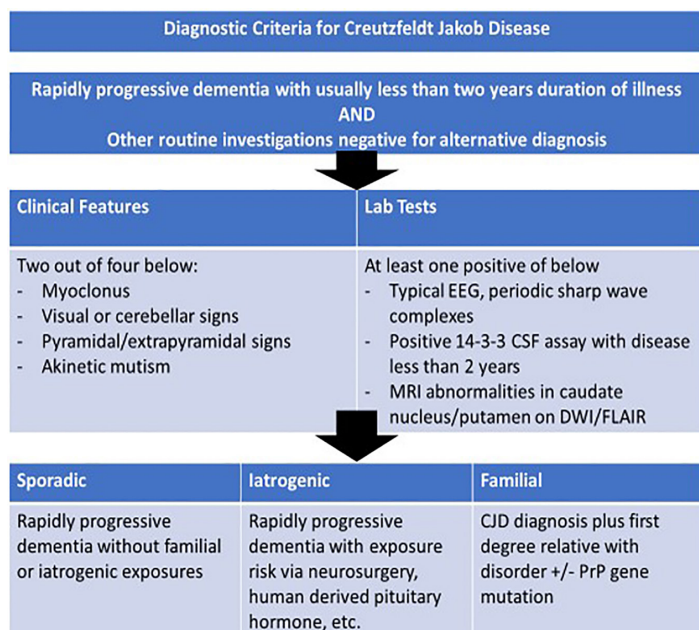 Diagnostic Criteria for Creutzfeldt Jakob Disease
Rapidly progressive dementia with usually less than two years duration of illness
AND
Other routine investigations negative for alternative diagnosis
Clinical Features
Two out of four below:
- Myoclonus
- Visual or cerebellar signs
- Pyramidal/extrapyramidal signs
- Akinetic mutism
Lab Tests
At least one positive of below
- Typical EEG, periodic sharp wave
complexes
- Positive 14-3-3 CSF assay with disease
less than 2 years
- MRI abnormalities in caudate
nucleus/putamen on DWI/FLAIR
Sporadic
Rapidly progressive
dementia without familial
or iatrogenic exposures
Iatrogenic
Rapidly progressive
dementia with exposure
risk via neurosurgery,
human derived pituitary
hormone, etc.
Familial
CJD diagnosis plus first
degree relative with
disorder +/- PrP gene
mutation